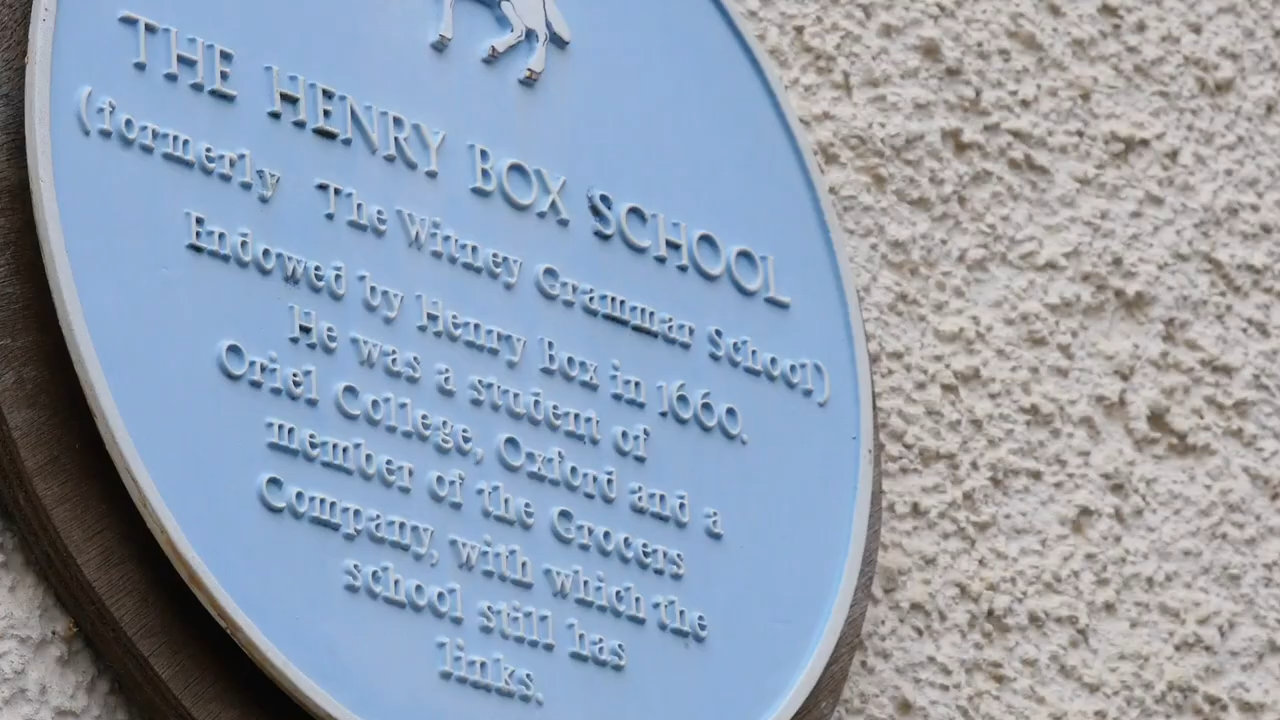 THE HENRY BOX SCHOOL
(formerly The Witney Grammar School)
Endowed by Henry Box in 1660.
He was a student of
Oriel College, Oxford and a
member of the Grocers
Company, with which the
school still has
links.